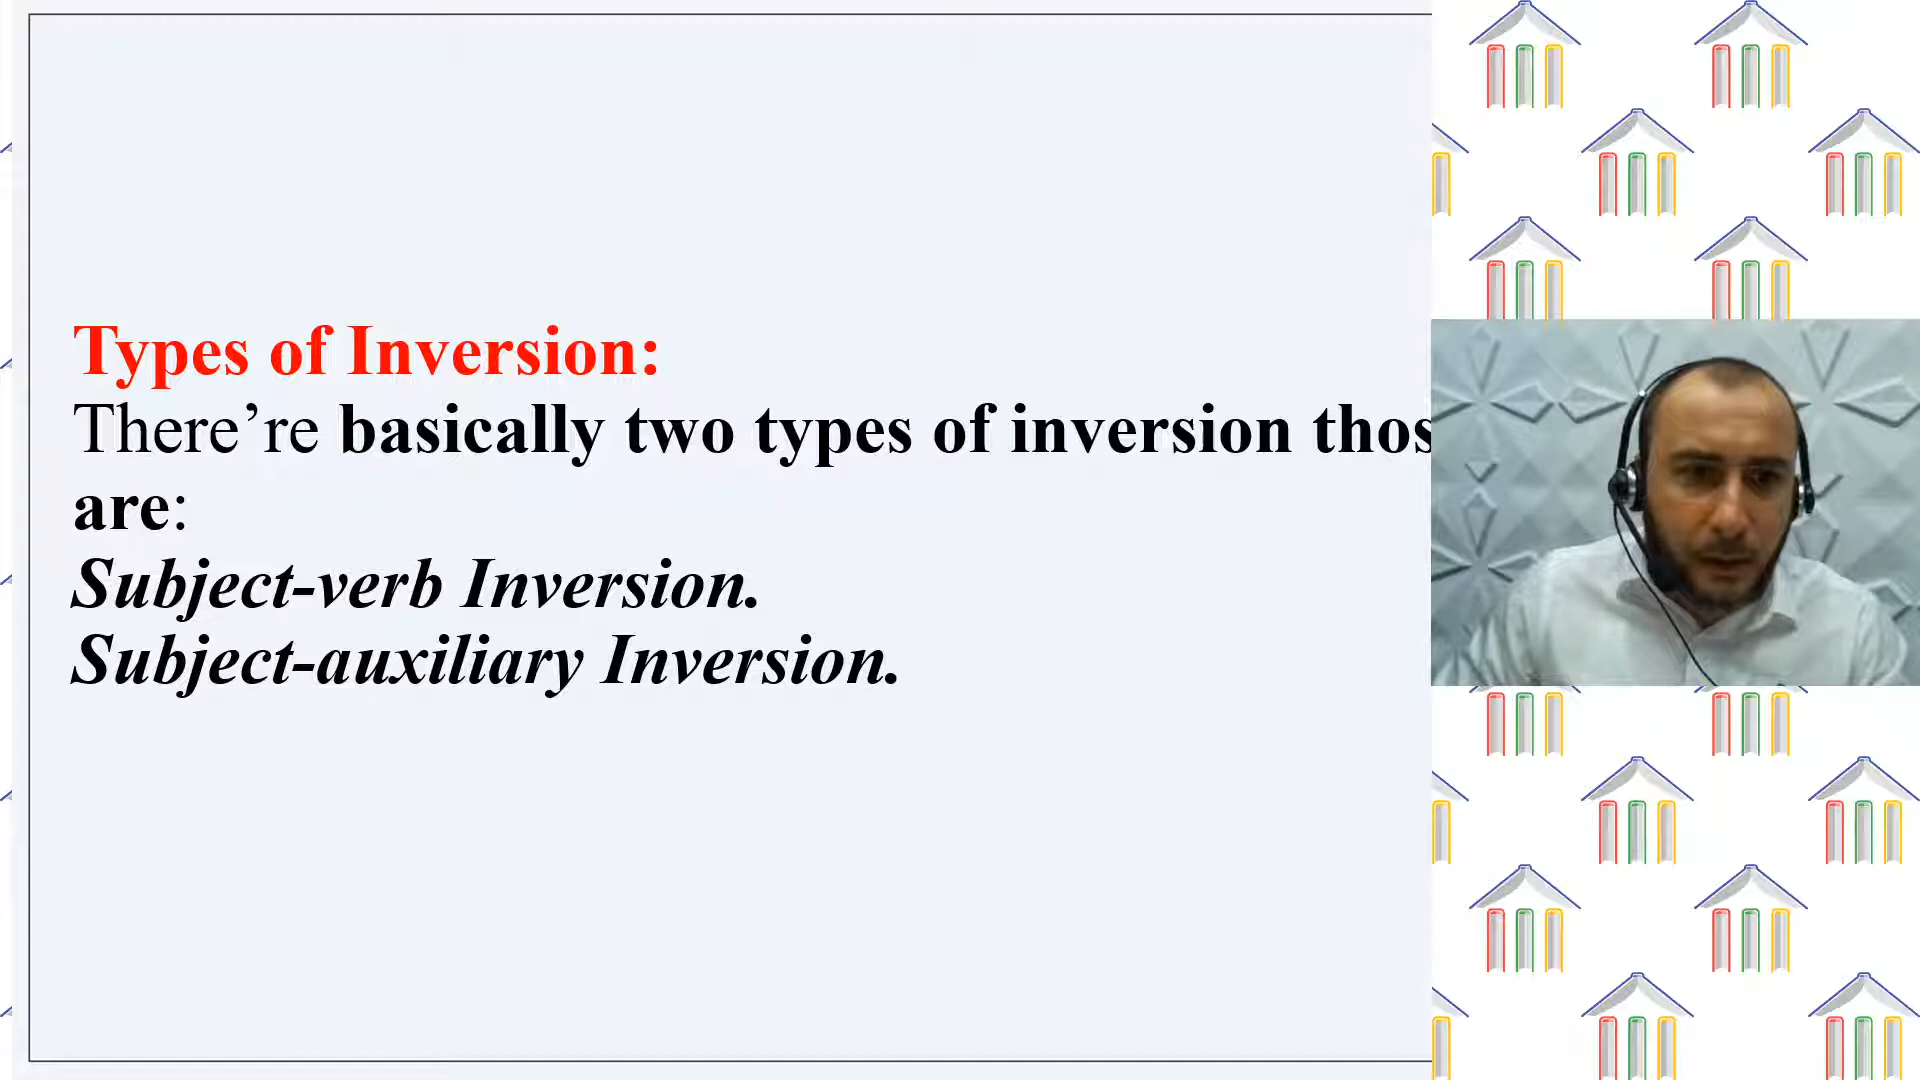 Types of Inversion:
There’re basically two types of inversion thos
are:
Subject-verb Inversion.
Subject-auxiliary Inversion.